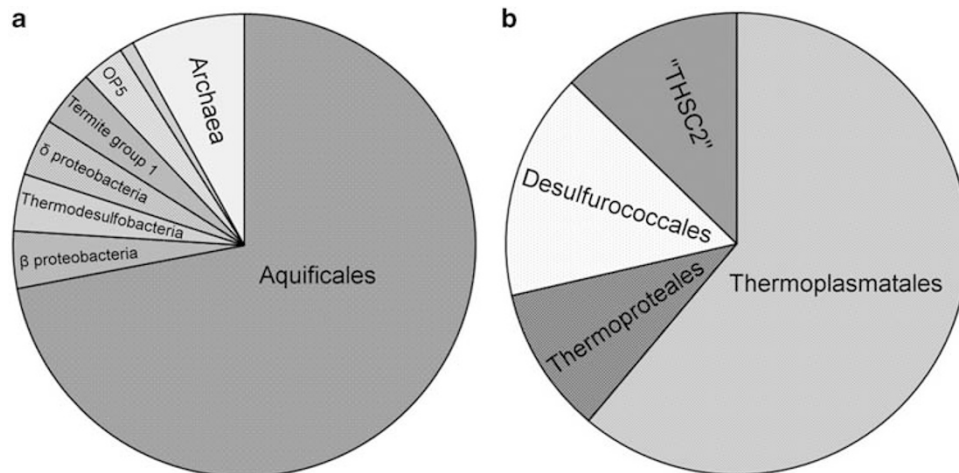 a
Archaea
OP5
Termite group 1
δ proteobacteria
Thermodesulfobacteria
β proteobacteria
Aquificales
b
"THSC2"
Desulfurococcales
Thermoproteales
Thermoplasmatales